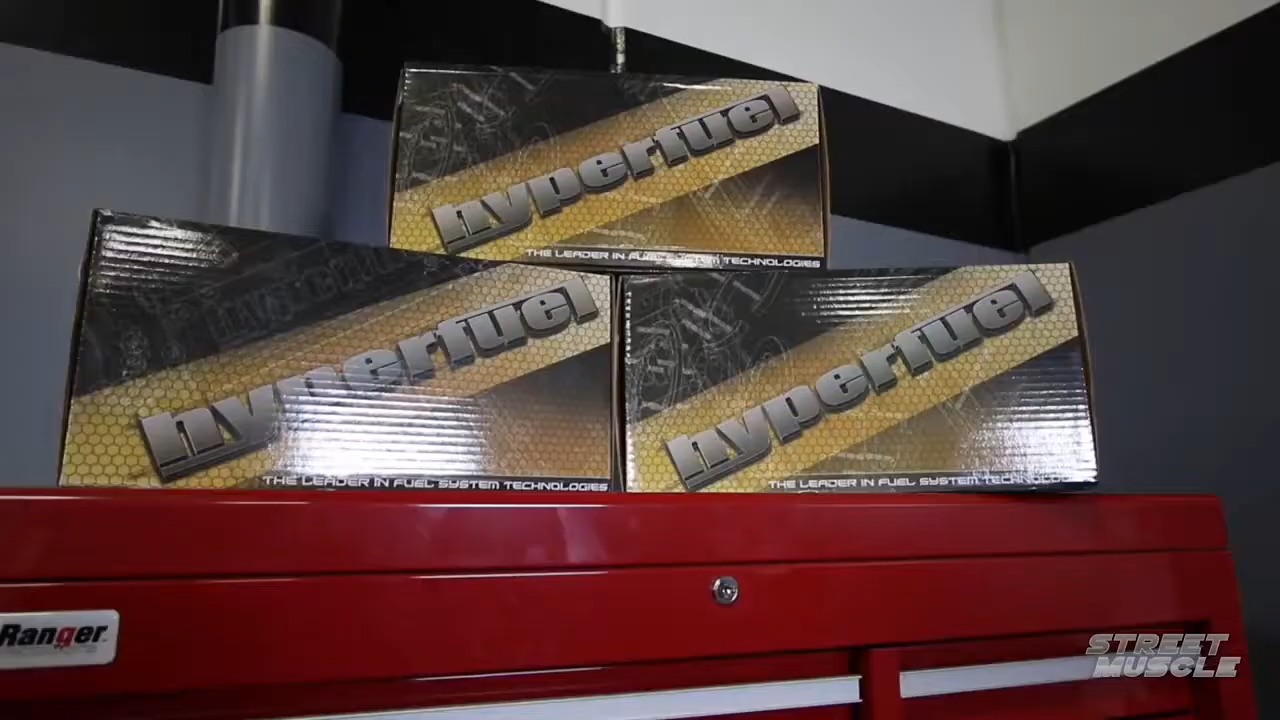 hyperfuel
THE LEADER IN FUEL SYSTEM TECHNOLOGIES
hyperfuel
THE LEADER IN FUEL SYSTEM TECHNOLOGIES
hyperfuel
THE LEADER IN FUEL SYSTEM TECHNOLO
Ranger
STREET
MUSCLE